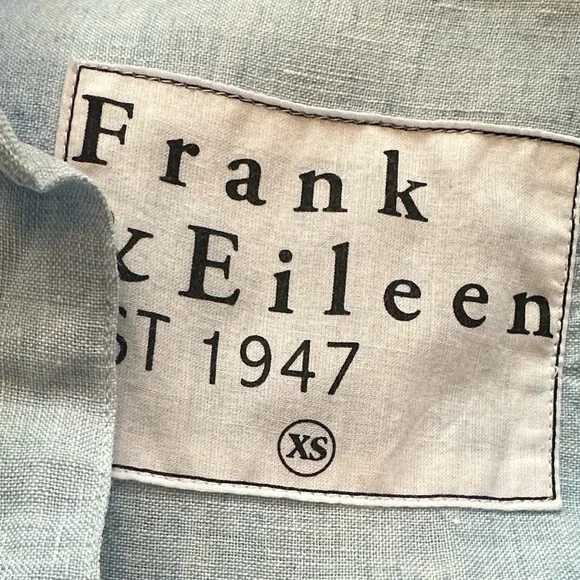 Frank
&Eileen
ST 1947
XS